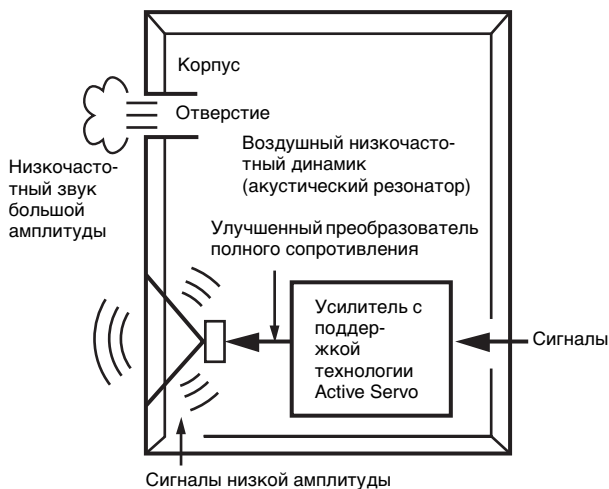 Корпус
Отверстие
Воздушный низкочасто-
тный динамик
(акустический резонатор)
Низкочасто-
тный звук
большой
амплитуды
Улучшенный преобразователь
полного сопротивления
Усилитель с
поддер-
жкой
технологии
Active Servo
Сигналы
Сигналы низкой амплитуды